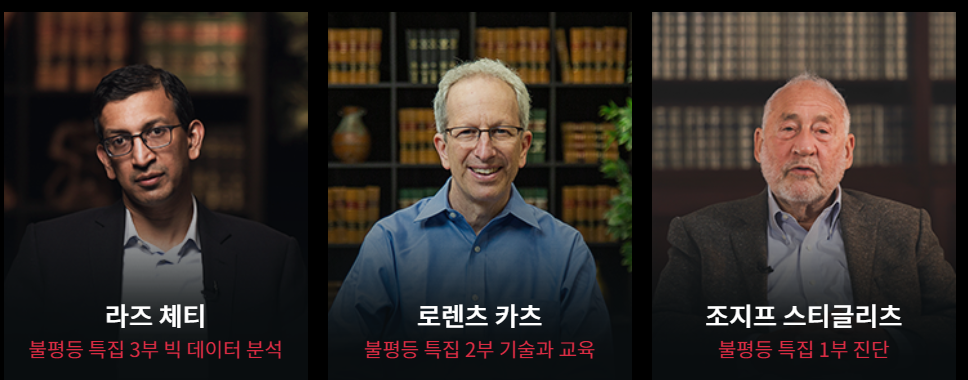 라즈 체티
불평등 특집 3부 빅 데이터 분석
로렌츠 카츠
불평등 특집 2부 기술과 교육
조지프 스티글리츠
불평등 특집 1부 진단